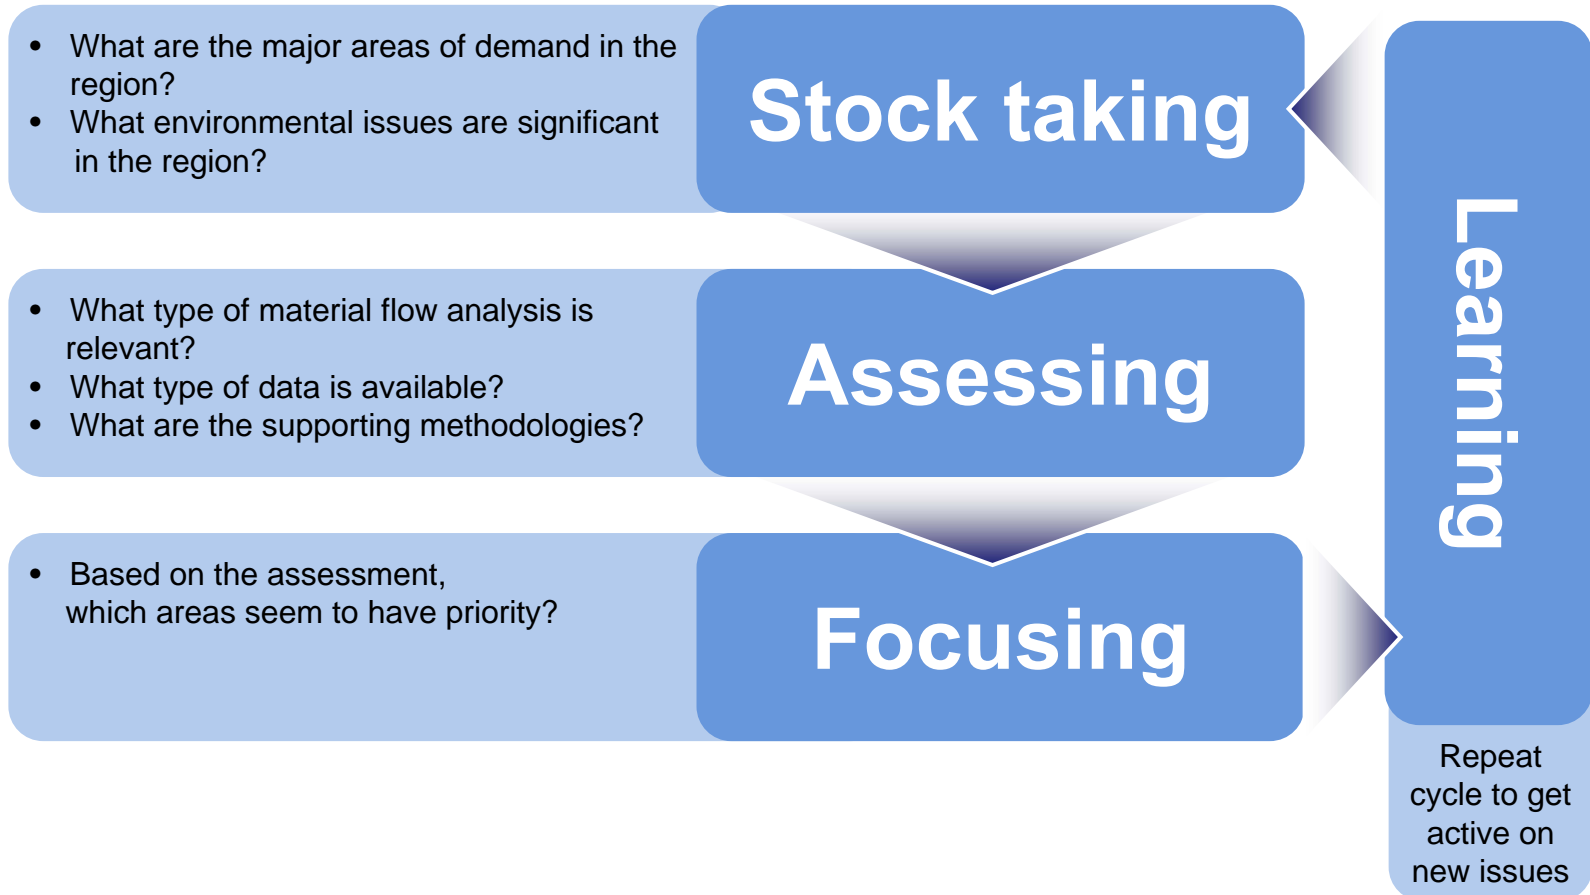 • What are the major areas of demand in the
region?
• What environmental issues are significant
in the region?
Stock taking
• What type of material flow analysis is
relevant?
• What type of data is available?
• What are the supporting methodologies?
Assessing
• Based on the assessment,
which areas seem to have priority?
Focusing
Learning
Repeat
cycle to get
active on
new issues